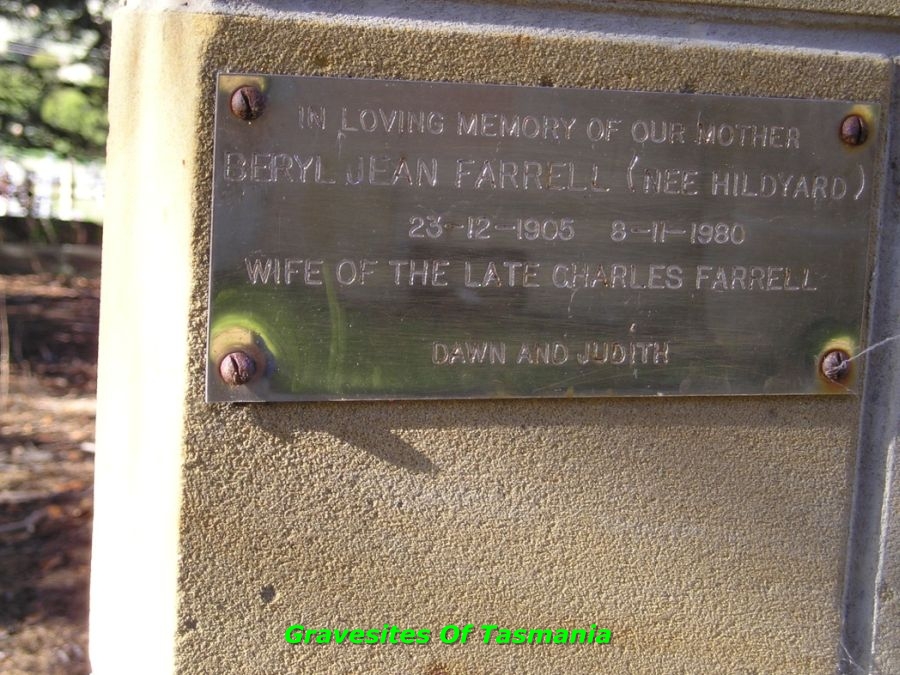 IN LOVING MEMORY OF OUR MOTHER
BERYL JEAN FARRELL (NEE HILDYARD)
23-12-1905 8-11-1980
WIFE OF THE LATE CHARLES FARRELL
DAWN AND JUDITH
Gravesites Of Tasmania